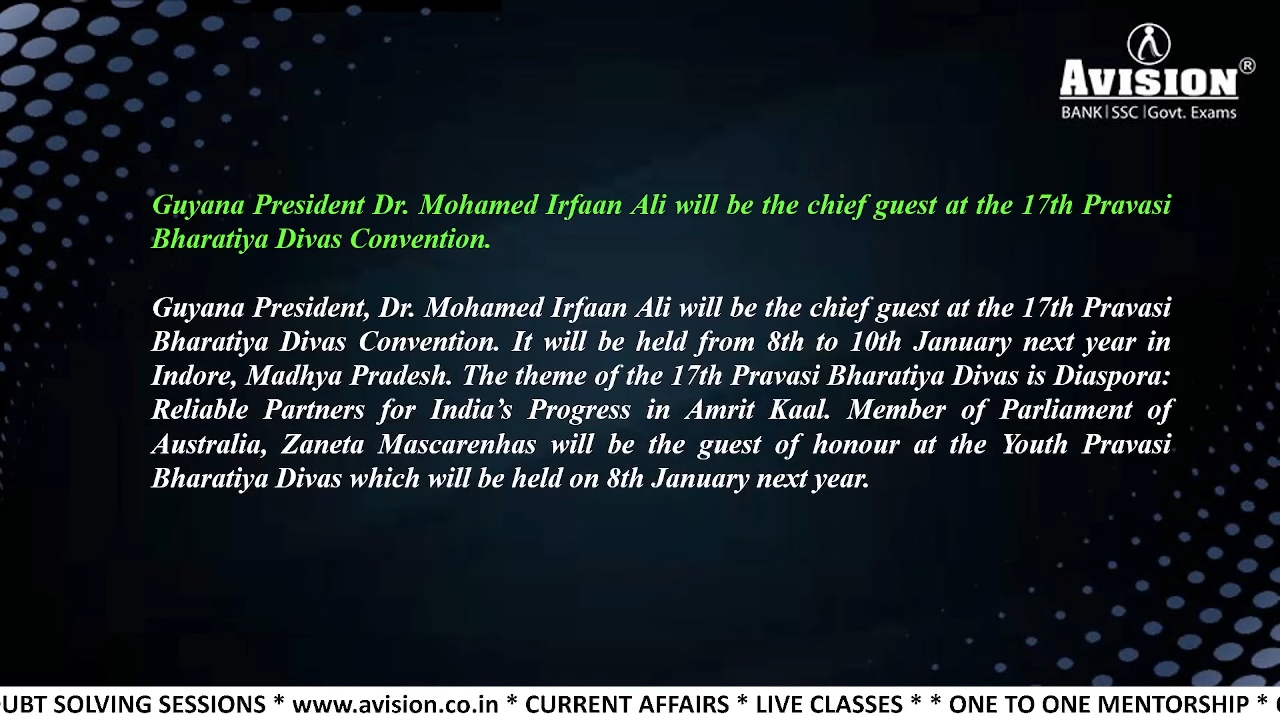 AVISION®
BANK|SSC|Govt. Exams
Guyana President Dr. Mohamed Irfaan Ali will be the chief guest at the 17th Pravasi
Bharatiya Divas Convention.
Guyana President, Dr. Mohamed Irfaan Ali will be the chief guest at the 17th Pravasi
Bharatiya Divas Convention. It will be held from 8th to 10th January next year in
Indore, Madhya Pradesh. The theme of the 17th Pravasi Bharatiya Divas is Diaspora:
Reliable Partners for India’s Progress in Amrit Kaal. Member of Parliament of
Australia, Zaneta Mascarenhas will be the guest of honour at the Youth Pravasi
Bharatiya Divas which will be held on 8th January next year.
UBT SOLVING SESSIONS * www.avision.co.in * CURRENT AFFAIRS * LIVE CLASSES * * ONE TO ONE MENTORSHIP *